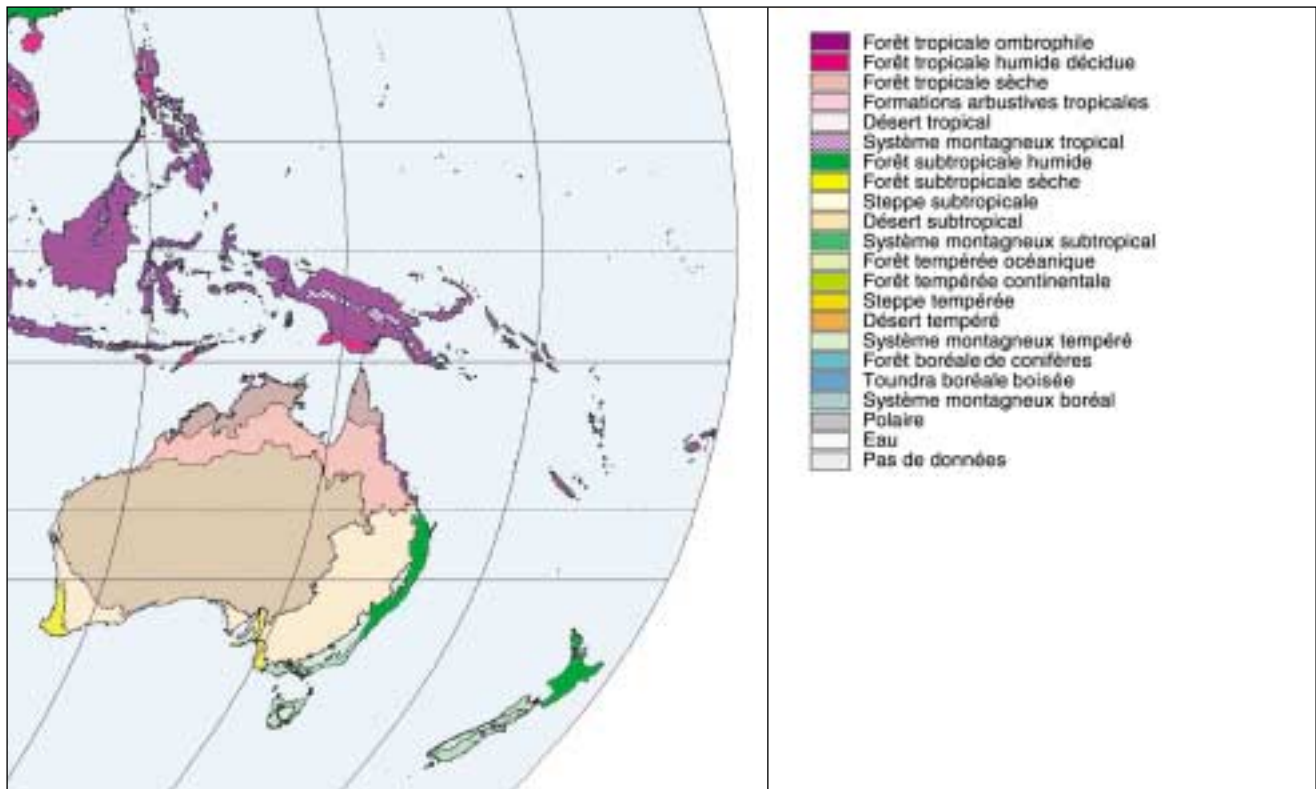 Forêt tropicale ombrophile
Forêt tropicale humide décidue
Forêt tropicale sèche
Formations arbustives tropicales
Désert tropical
Système montagneux tropical
Forêt subtropicale humide
Forêt subtropicale sèche
Steppe subtropicale
Désert subtropical
Système montagneux subtropical
Forêt tempérée océanique
Forêt tempérée continentale
Steppe tempérée
Désert tempéré
Système montagneux tempéré
Forêt boréale de conifères
Toundra boréale boisée
Système montagneux boréal
Polaire
Eau
Pas de données